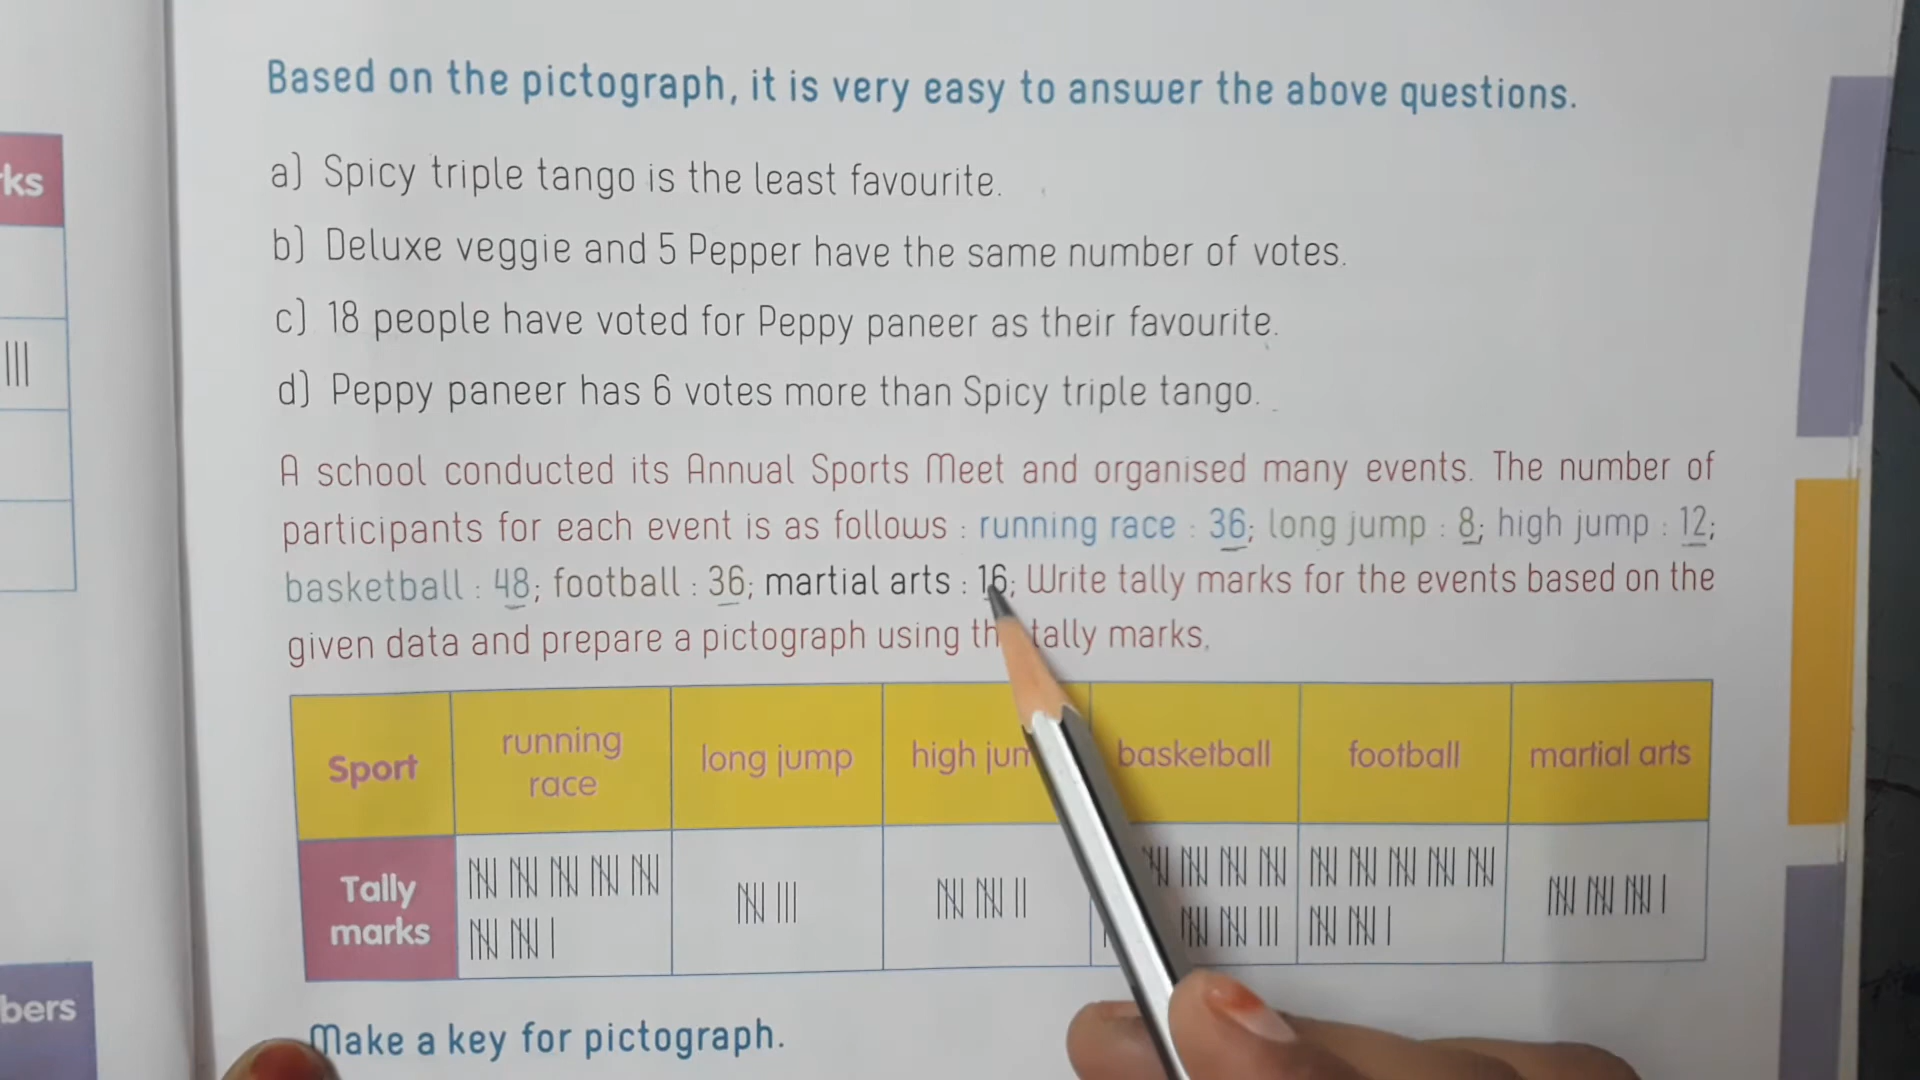 Based on the pictograph, it is very easy to answer the above questions.
a) Spicy triple tango is the least favourite.
b) Deluxe veggie and 5 Pepper have the same number of votes.
c) 18 people have voted for Peppy paneer as their favourite.
d) Peppy paneer has 6 votes more than Spicy triple tango.
A school conducted its Annual Sports Meet and organised many events. The number of
participants for each event is as follows : running race : 36; long jump : 8; high jump : 12;
basketball : 48; football : 36; martial arts : 16; Write tally marks for the events based on the
given data and prepare a pictograph using th tally marks.
Sport running race long jump high jum basketball football martial arts
Tally marks
Make a key for pictograph.
ks
bers